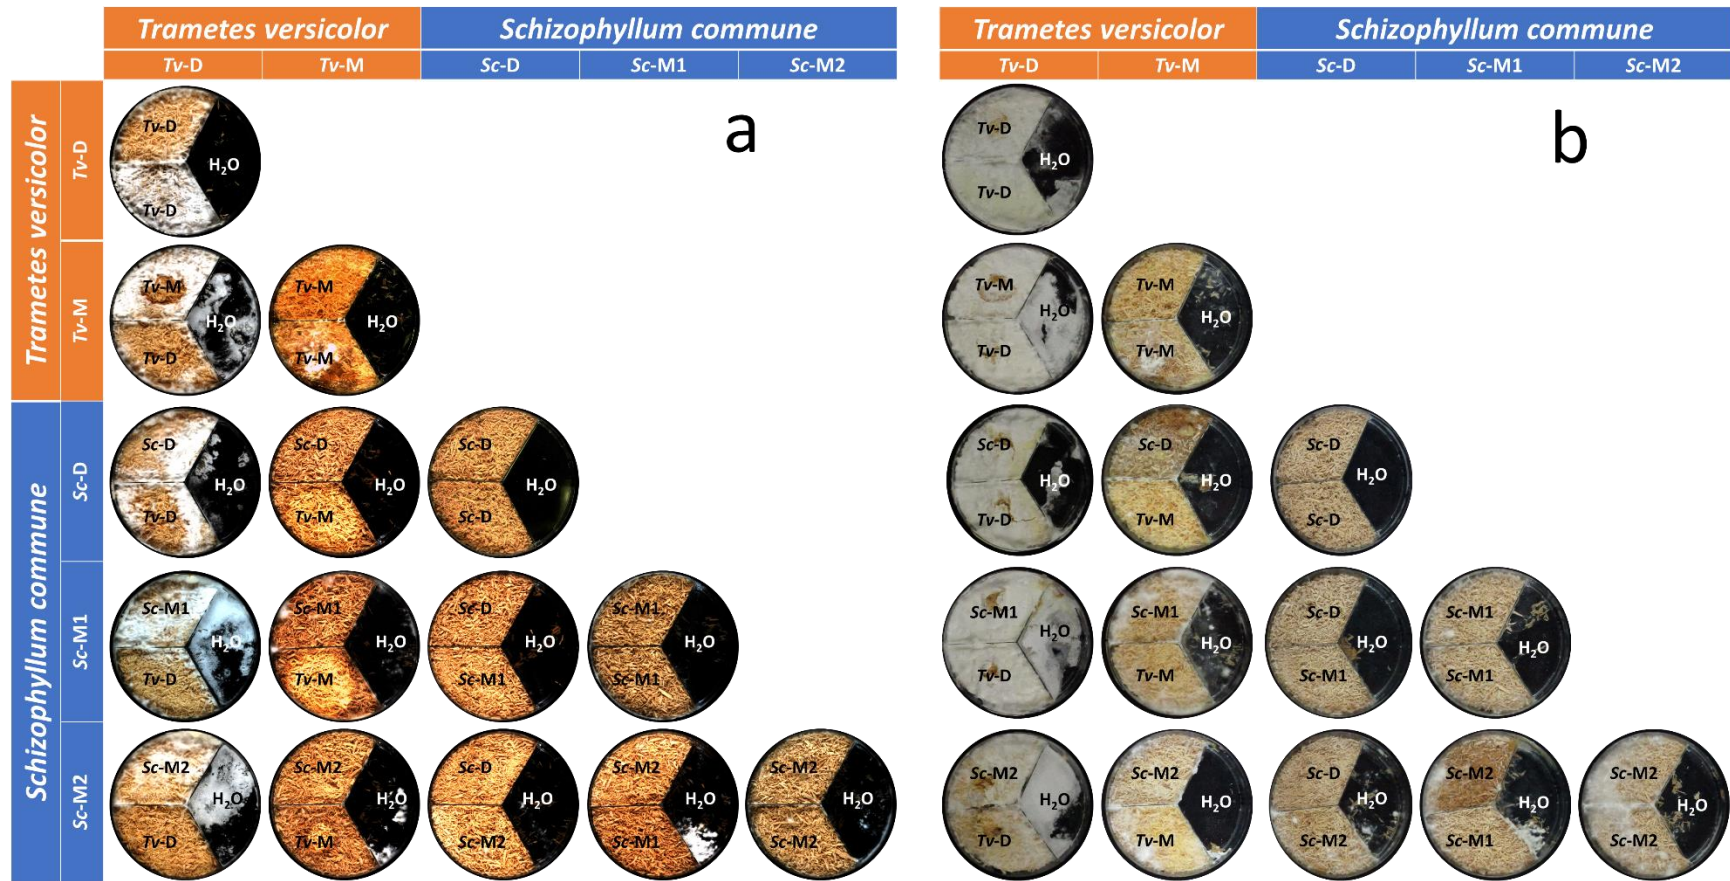 Trametes versicolor Schizophyllum commune
Tv-D Tv-M Sc-D Sc-M1 Sc-M2
Trametes versicolor
Schizophyllum commune
Tv-D
Tv-M
Sc-D
Sc-M1
Sc-M2
a
Tv-D
H2O
Tv-D
Tv-M Tv-M
H2O H2O
Tv-D Tv-M
Sc-D Sc-D Sc-D
H2O H2O H2O
Tv-D Tv-M Sc-D
Sc-M1 Sc-M1 Sc-D Sc-M1
H2O H2O H2O H2O
Tv-D Tv-M Sc-M1 Sc-M1
Sc-M2 Sc-M2 Sc-D Sc-M2 Sc-M2
H2O H2O H2O H2O H2O
Tv-D Tv-M Sc-M2 Sc-M1 Sc-M2
Trametes versicolor Schizophyllum commune
Tv-D Tv-M Sc-D Sc-M1 Sc-M2
b
Tv-D
H2O
Tv-D
Tv-M Tv-M
H2O H2O
Tv-D Tv-M
Sc-D Sc-D Sc-D
H2O H2O H2O
Tv-D Tv-M Sc-D
Sc-M1 Sc-M1 Sc-D Sc-M1
H2O H2O H2O H2O
Tv-D Tv-M Sc-M1 Sc-M1
Sc-M2 Sc-M2 Sc-D Sc-M2 Sc-M2
H2O H2O H2O H2O H2O
Tv-D Tv-M Sc-M2 Sc-M1 Sc-M2